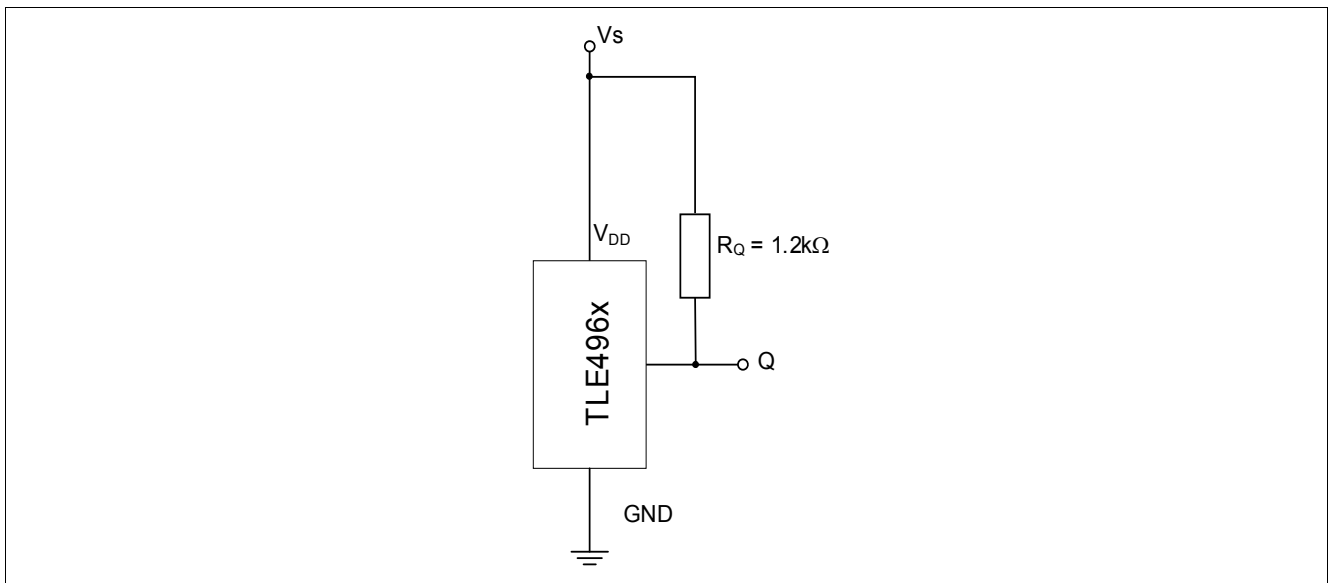 Vs
VDD
RQ = 1.2kΩ
TLE496x
Q
GND